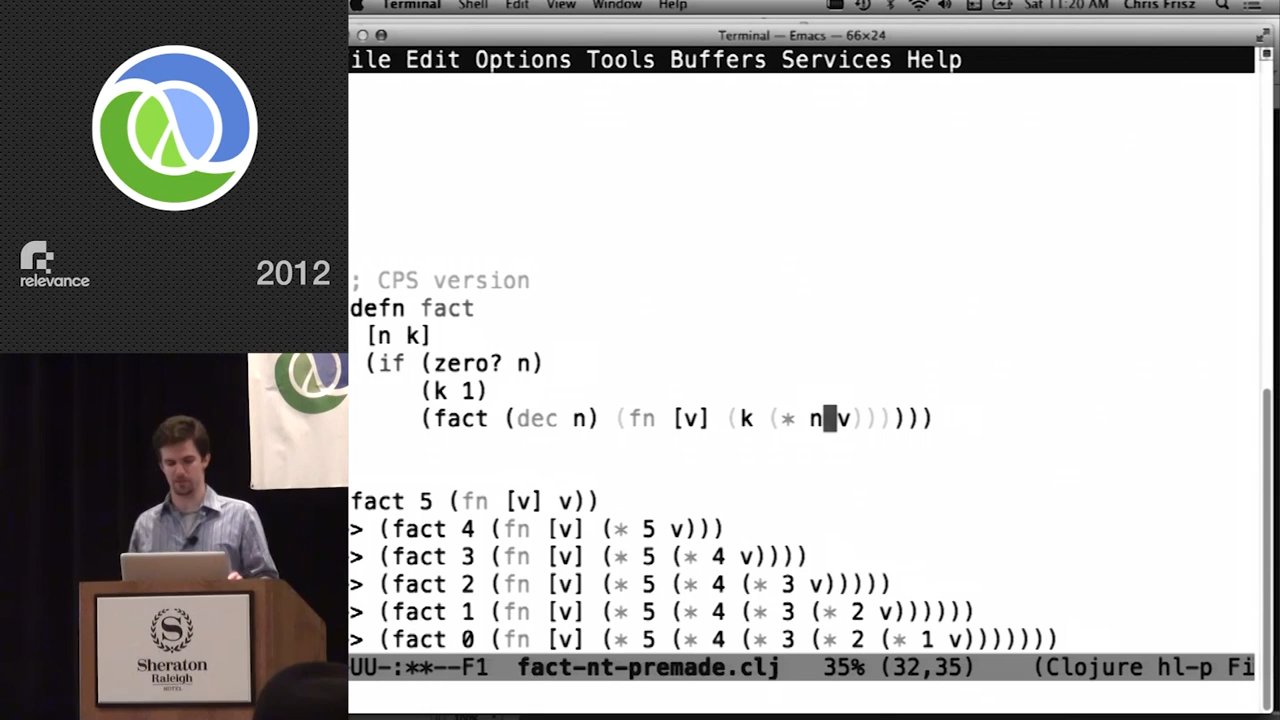 Terminal Shell Edit View Window Help Sat 11:20 AM Chris Frisz
Terminal — Emacs — 66×24
ile Edit Options Tools Buffers Services Help
; CPS version
defn fact
[n k]
(if (zero? n)
(k 1)
(fact (dec n) (fn [v] (k (* n v))))))
fact 5 (fn [v] v))
> (fact 4 (fn [v] (* 5 v)))
> (fact 3 (fn [v] (* 5 (* 4 v))))
> (fact 2 (fn [v] (* 5 (* 4 (* 3 v)))))
> (fact 1 (fn [v] (* 5 (* 4 (* 3 (* 2 v))))))
> (fact 0 (fn [v] (* 5 (* 4 (* 3 (* 2 (* 1 v)))))))
UU-:**--F1 fact-nt-premade.clj 35% (32,35) (Clojure hl-p Fi
relevance
2012
S
Sheraton
Raleigh
HOTEL